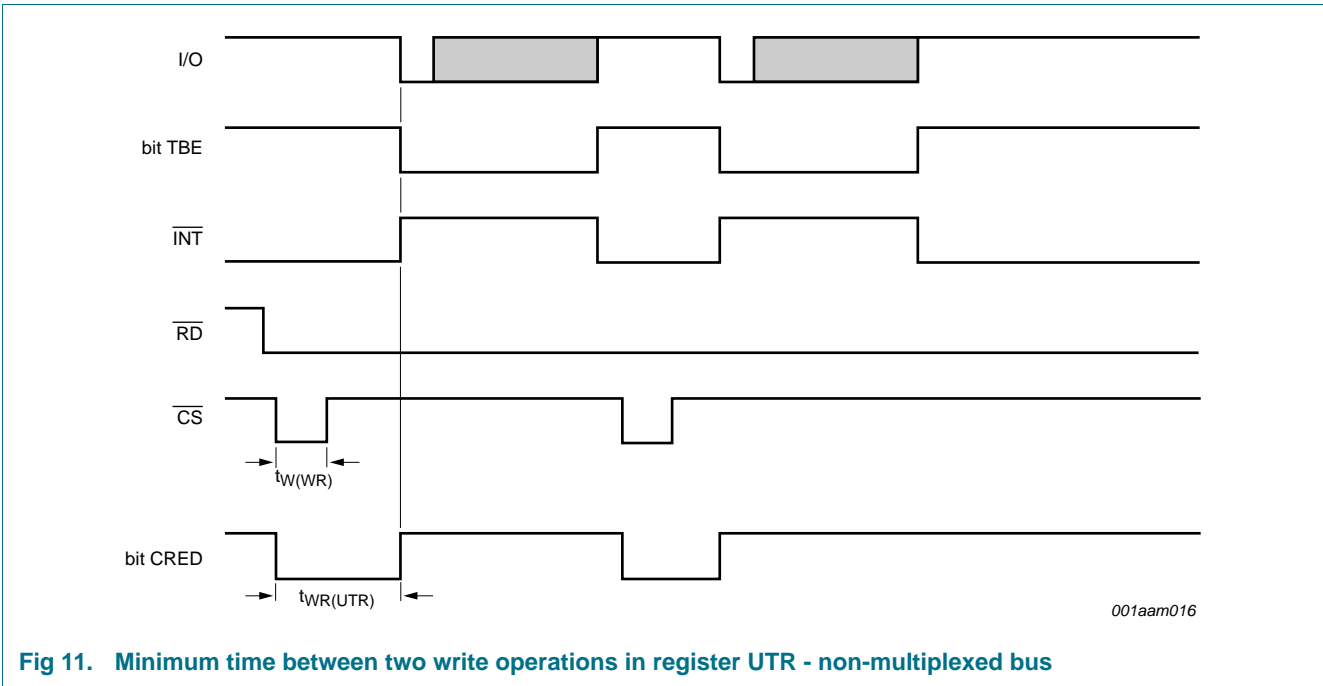 I/O
bit TBE
INT
RD
CS
tW(WR)
bit CRED
tWR(UTR)
001aam016
Fig 11. Minimum time between two write operations in register UTR - non-multiplexed bus